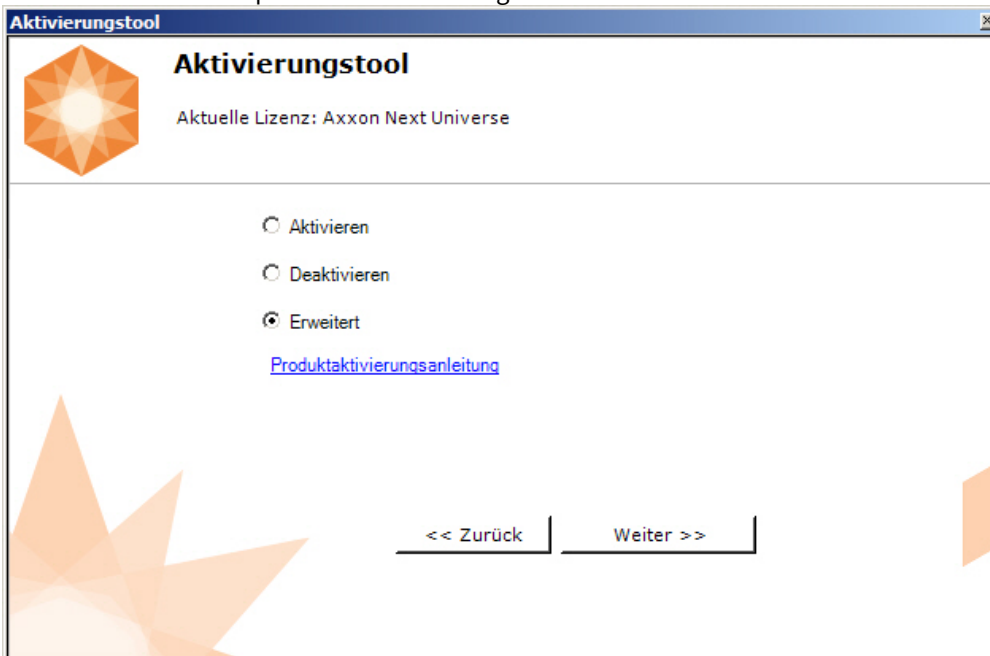 Aktivierungstool
Aktivierungstool
Aktuelle Lizenz: Axxon Next Universe
Aktivieren
Deaktivieren
Erweitert
Produktaktivierungsanleitung
<< Zurück
Weiter >>